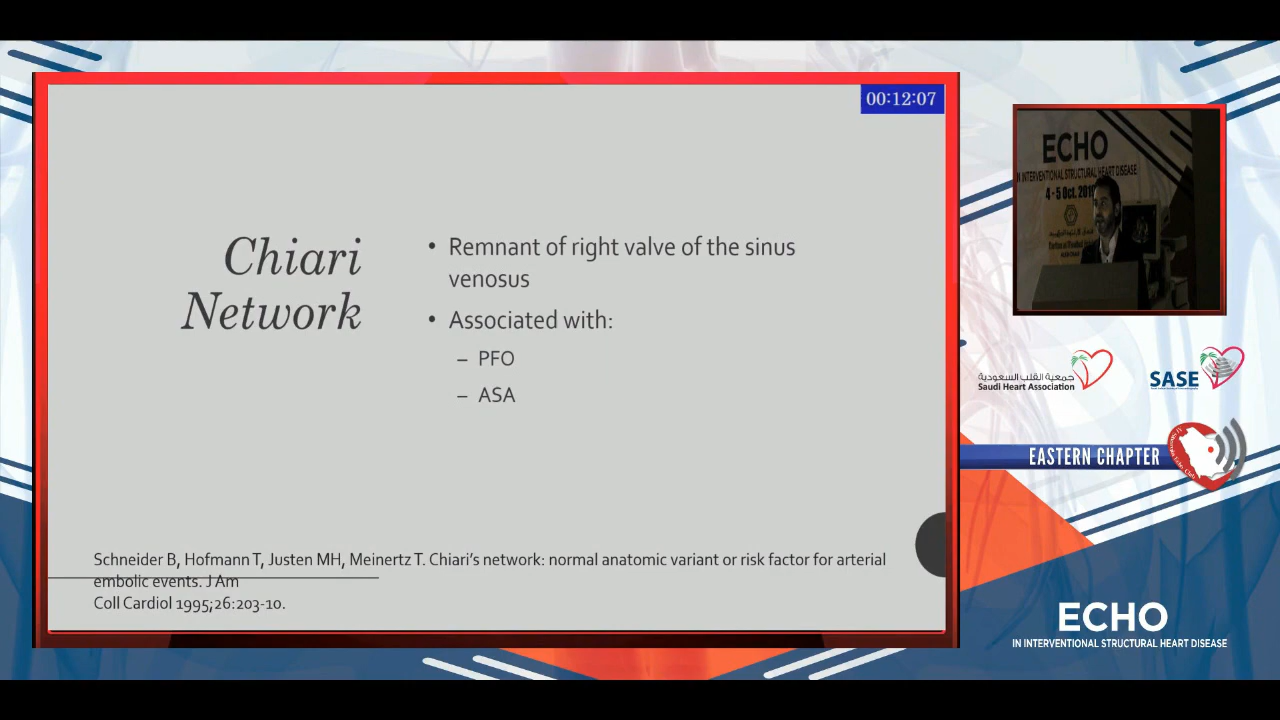 00:12:07
Chiari
Network
• Remnant of right valve of the sinus
venosus
• Associated with:
– PFO
– ASA
Schneider B, Hofmann T, Justen MH, Meinertz T. Chiari's network: normal anatomic variant or risk factor for arterial
embolic events. J Am
Coll Cardiol 1995;26:203-10.
ECHO
IN INTERVENTIONAL STRUCTURAL HEART DISEASE
4 - 5 Oct.
جمعية القلب السعودية
Saudi Heart Association
SASE
EASTERN CHAPTER
ECHO
IN INTERVENTIONAL STRUCTURAL HEART DISEASE